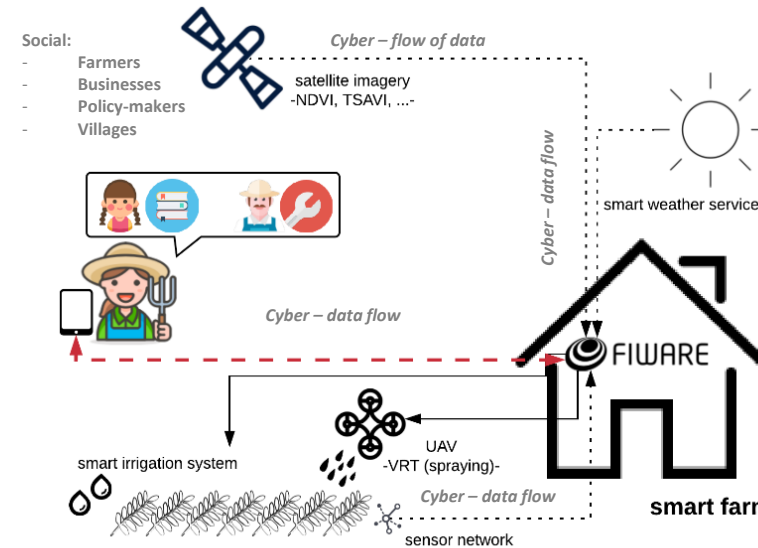 Social:
- Farmers
- Businesses
- Policy-makers
- Villages
Cyber – flow of data
satellite imagery
-NDVI, TSAVI, ...-
Cyber – data flow
smart weather service
Cyber – data flow
FIWARE
UAV
-VRT (spraying)-
smart irrigation system
Cyber – data flow
sensor network
smart farm